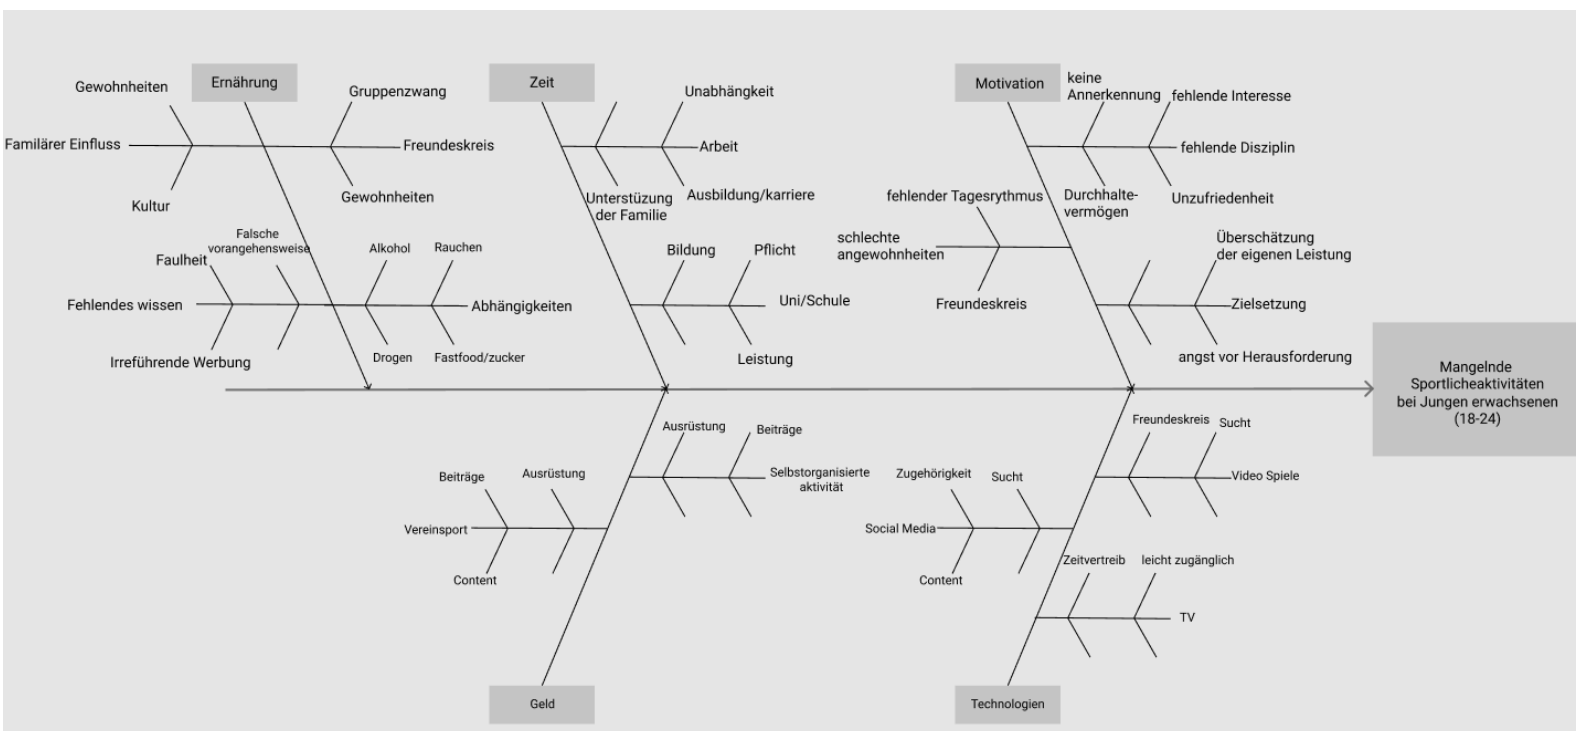 Ernährung
Gewohnheiten
Familärer Einfluss
Kultur
Gruppenzwang
Freundeskreis
Gewohnheiten
Falsche
vorangehensweise
Faulheit
Fehlendes wissen
Irreführende Werbung
Alkohol
Rauchen
Abhängigkeiten
Drogen
Fastfood/zucker
Zeit
Unabhängkeit
Arbeit
Unterstüzung
der Familie
Ausbildung/karriere
Bildung
Pflicht
Uni/Schule
Leistung
Motivation
keine
Annerkennung
fehlende Interesse
fehlende Disziplin
Durchhalte-
vermögen
Unzufriedenheit
fehlender Tagesrythmus
schlechte
angewohnheiten
Freundeskreis
Überschätzung
der eigenen Leistung
Zielsetzung
angst vor Herausforderung
Mangelnde
Sportlicheaktivitäten
bei Jungen erwachsenen
(18-24)
Ausrüstung
Beiträge
Selbstorganisierte
aktivität
Beiträge
Ausrüstung
Vereinsport
Content
Geld
Freundeskreis
Sucht
Video Spiele
Zugehörigkeit
Sucht
Social Media
Content
Zeitvertreib
leicht zugänglich
TV
Technologien